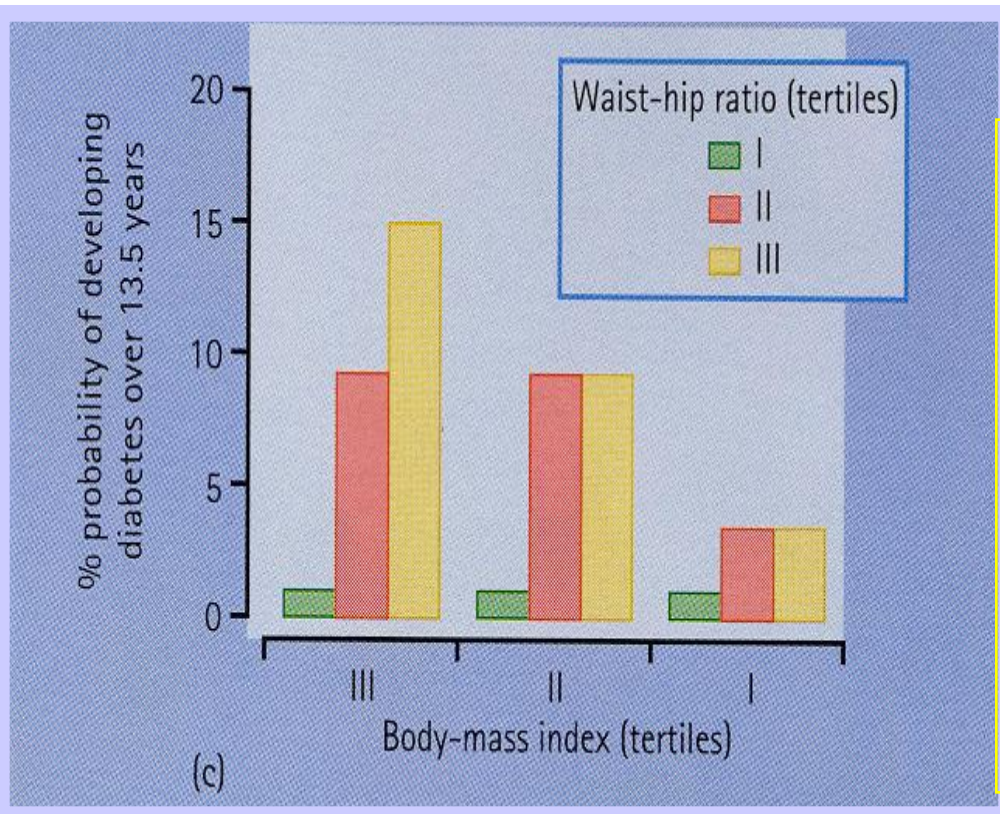 20
15
10
5
0
% probability of developing
diabetes over 13.5 years
Waist-hip ratio (tertiles)
I
II
III
III
II
I
Body-mass index (tertiles)
(c)